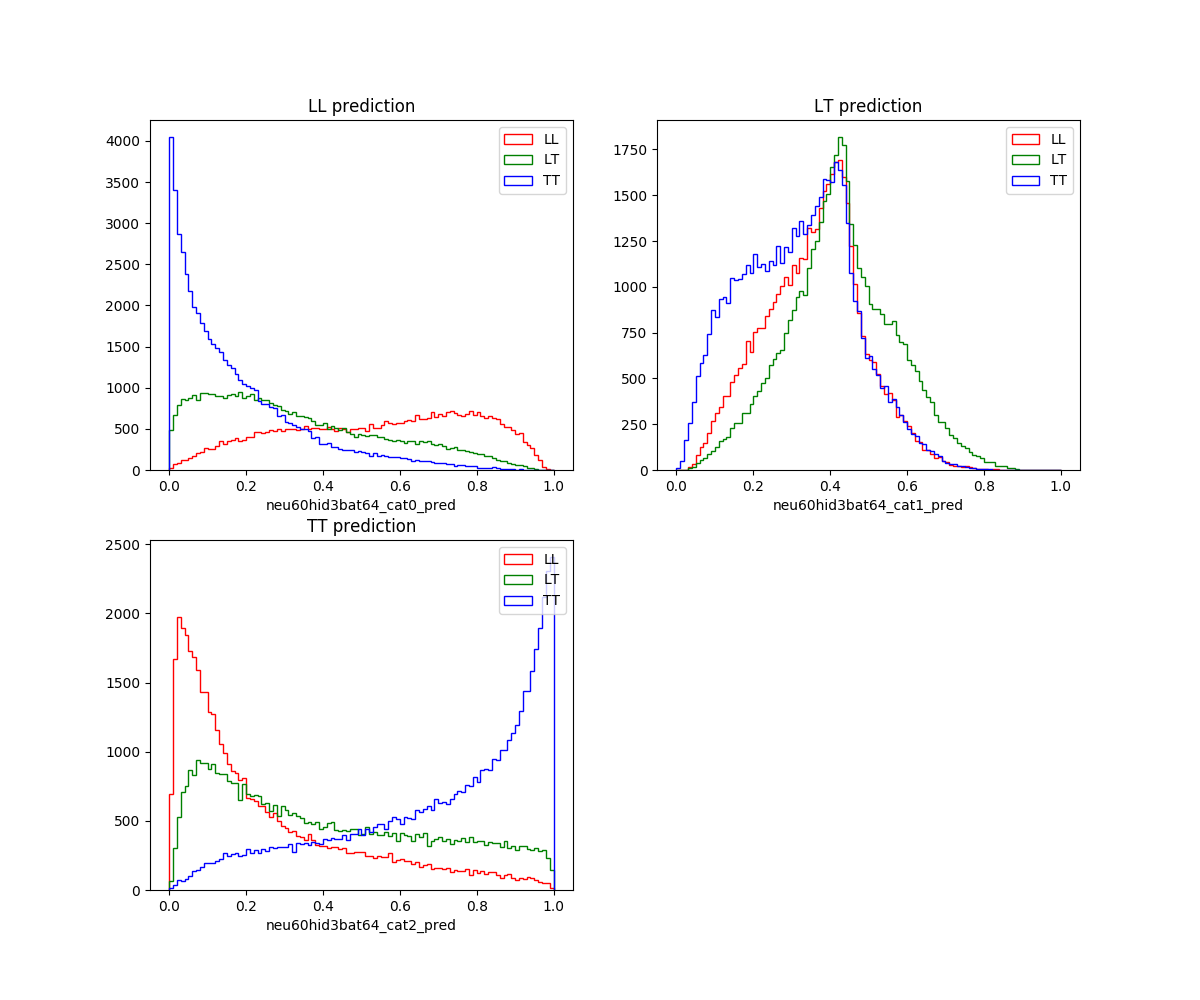 LL prediction
4000
3500
3000
2500
2000
1500
1000
500
0
0.0 0.2 0.4 0.6 0.8 1.0
neu60hid3bat64_cat0_pred
LL
LT
TT
LT prediction
1750
1500
1250
1000
750
500
250
0
0.0 0.2 0.4 0.6 0.8 1.0
neu60hid3bat64_cat1_pred
LL
LT
TT
TT prediction
2500
2000
1500
1000
500
0
0.0 0.2 0.4 0.6 0.8 1.0
neu60hid3bat64_cat2_pred
LL
LT
TT